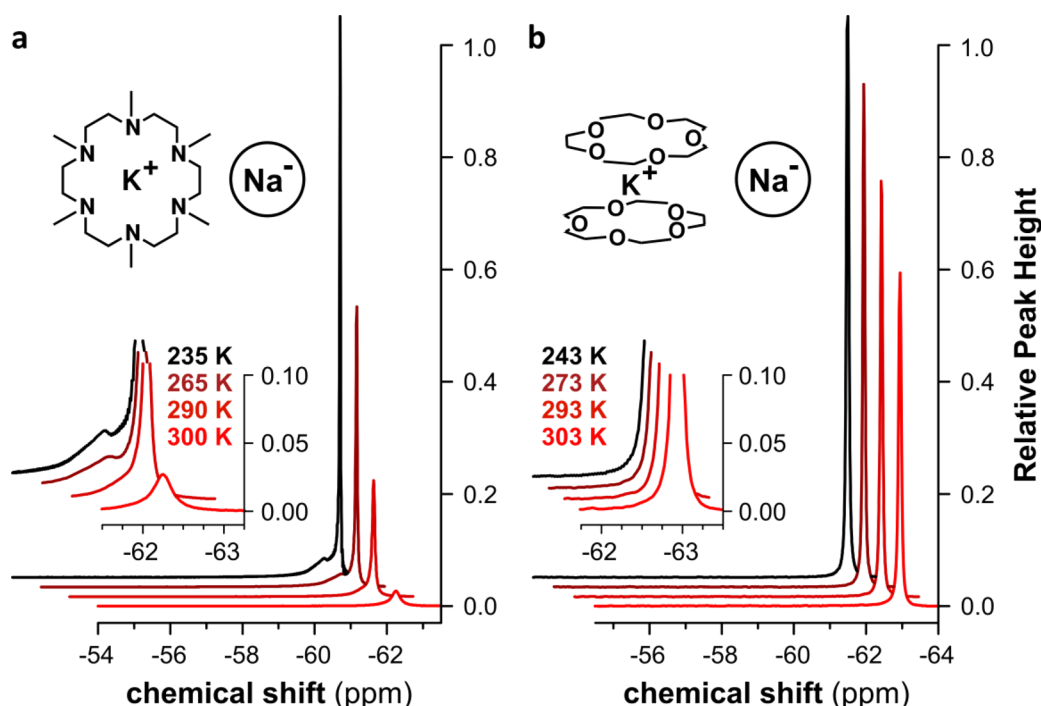 a
N
N
N
K+
N
N
N
Na-
235 K
265 K
290 K
300 K
0.10
0.05
0.00
-62
-63
1.0
0.8
0.6
0.4
0.2
0.0
-54
-56
-58
-60
-62
chemical shift (ppm)
b
O
O
O
O
O
K+
O
O
O
O
O
Na-
243 K
273 K
293 K
303 K
0.10
0.05
0.00
-62
-63
1.0
0.8
0.6
0.4
0.2
0.0
Relative Peak Height
-56
-58
-60
-62
-64
chemical shift (ppm)